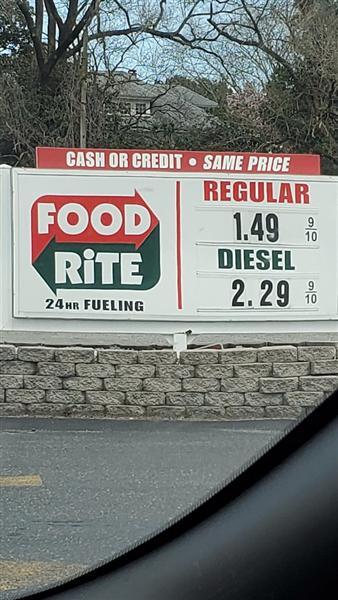 CASH OR CREDIT • SAME PRICE
FOOD
RiTE
24HR FUELING
REGULAR
1.49 9/10
DIESEL
2.29 9/10